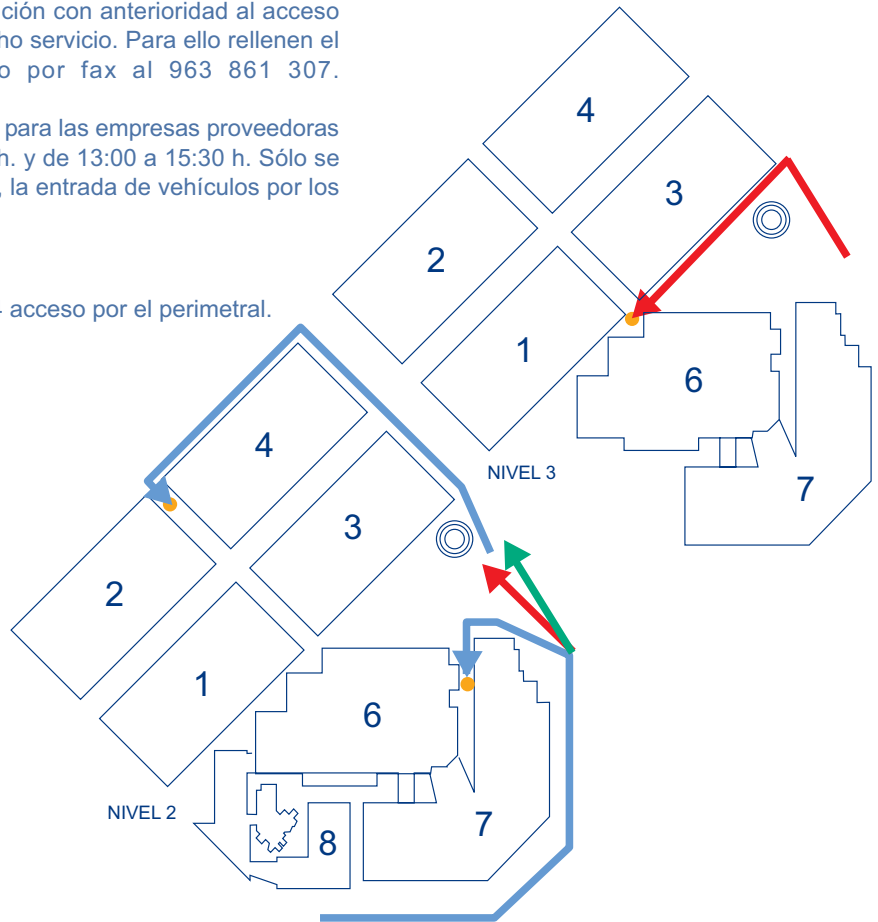 ción con anterioridad al acceso
ho servicio. Para ello rellenen el
o por fax al 963 861 307.
para las empresas proveedoras
h. y de 13:00 a 15:30 h. Sólo se
, la entrada de vehículos por los
acceso por el perimetral.
4
3
2
1
6
7
NIVEL 3
4
3
2
1
6
7
8
NIVEL 2